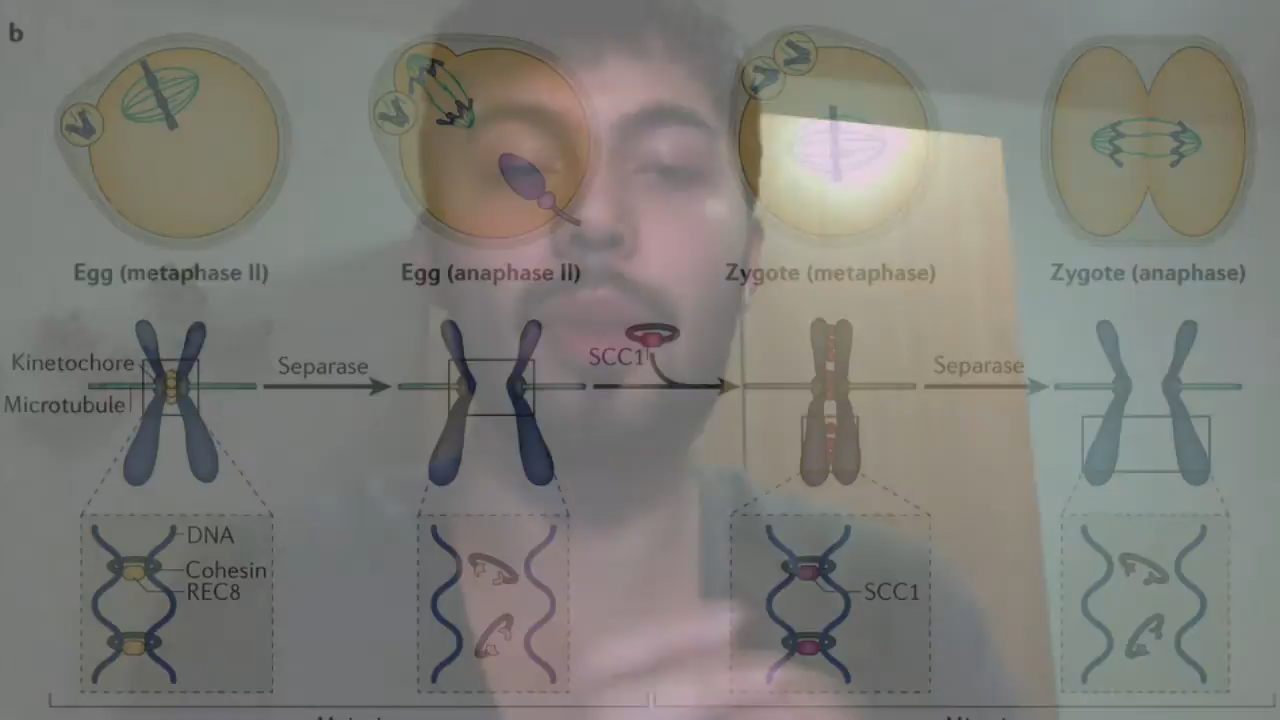 b
Egg (metaphase II)
Egg (anaphase II)
Zygote (metaphase)
Zygote (anaphase)
Kinetochore
Microtubule
Separase
SCC1
Separase
DNA
Cohesin
REC8
SCC1